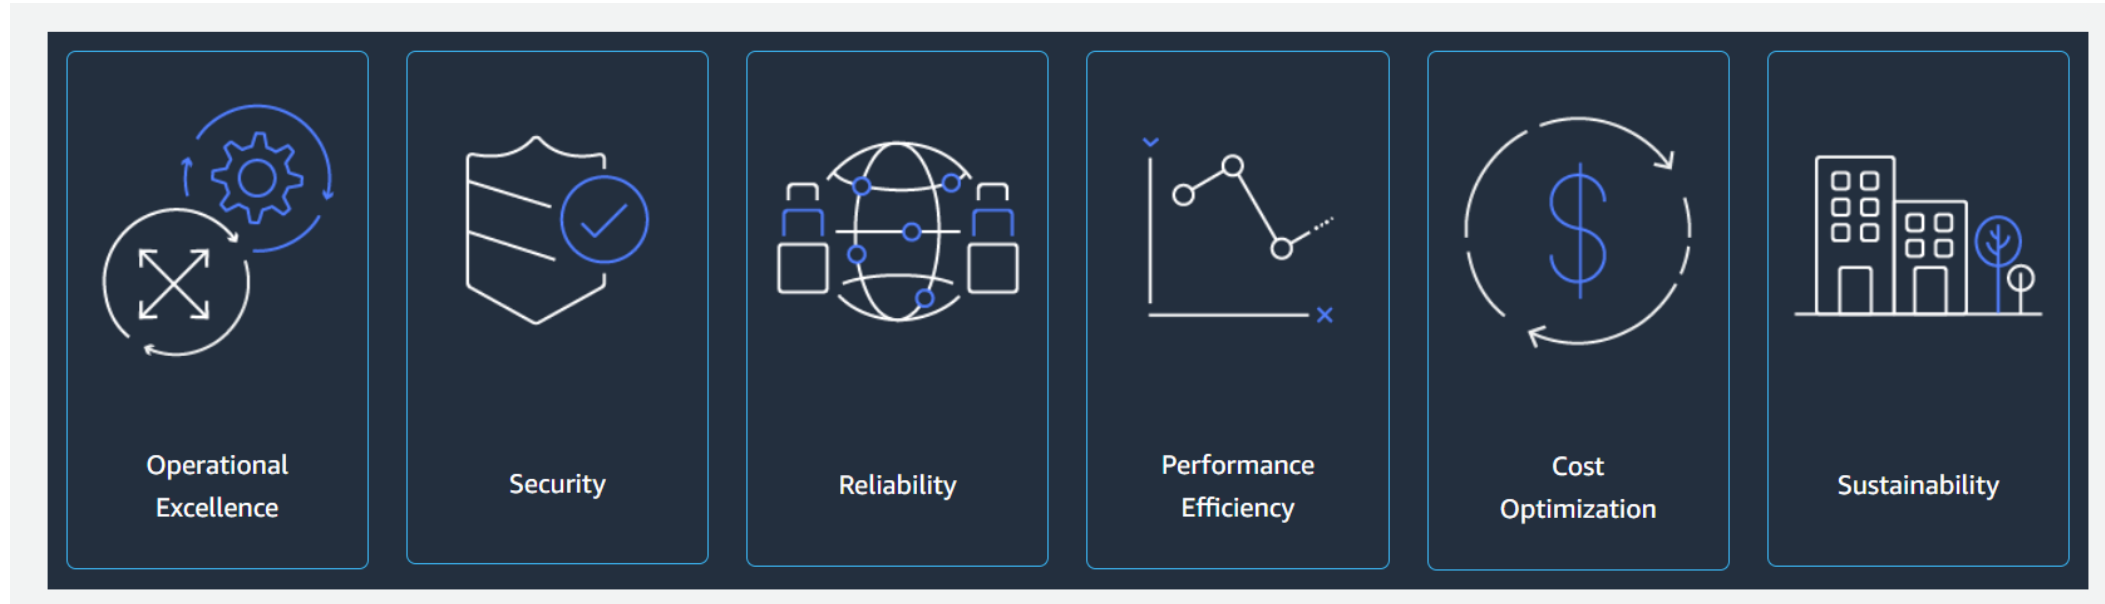 Operational
Excellence
Security
Reliability
Performance
Efficiency
Cost
Optimization
Sustainability